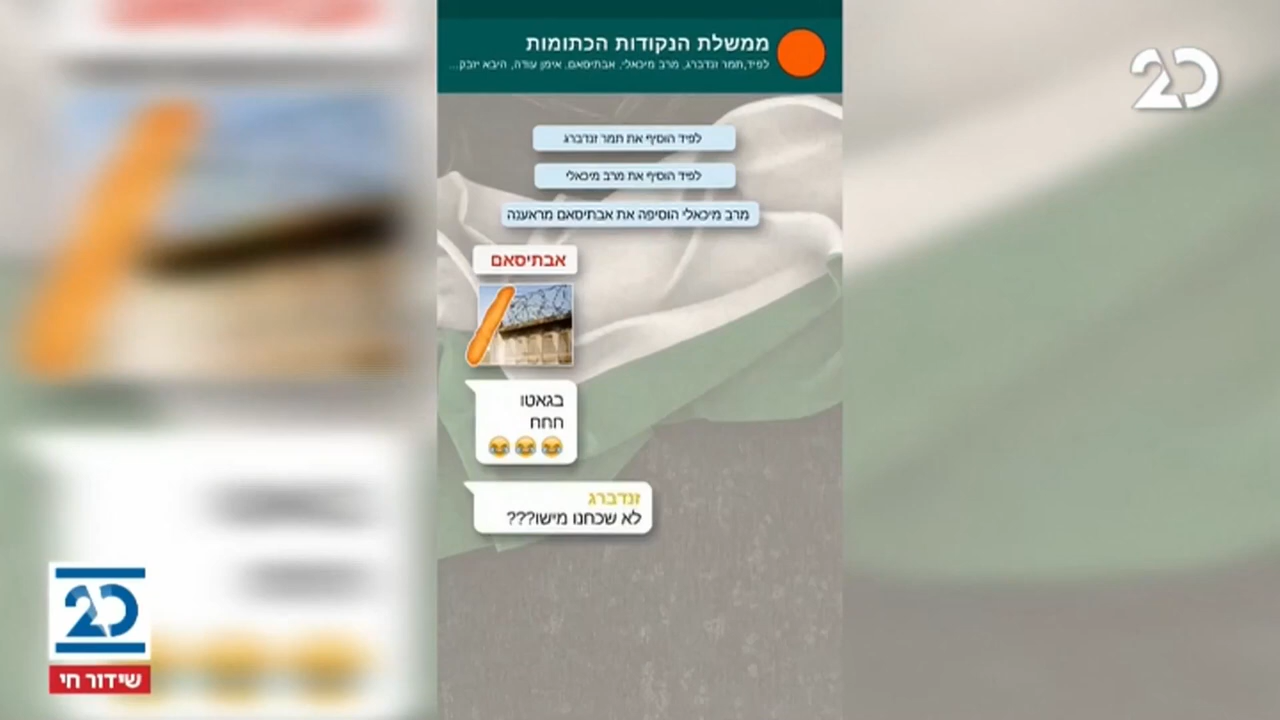 ממשלת הנקודות הכתומות
לפיד,תמר זנדברג, מרב מיכאלי, אבתיסאם, אימן עודה, היבא יזבק...
לפיד הוסיף את תמר זנדברג
לפיד הוסיף את מרב מיכאלי
מרב מיכאלי הוסיפה את אבתיסאם מראענה
אבתיסאם
בגאטו
חחח
זנדברג
לא שכחנו מישו???
20
20
שידור חי